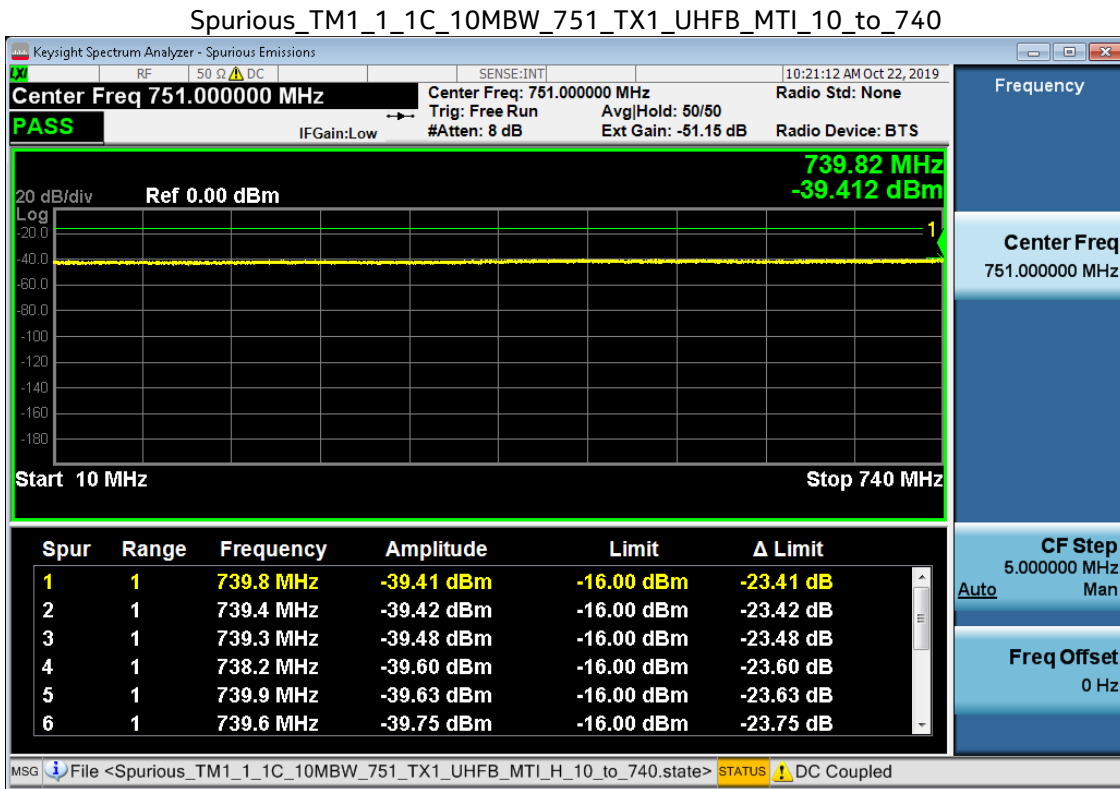 Spurious_TM1_1_1C_10MBW_751_TX1_UHFB_MTI_10_to_740
Keysight Spectrum Analyzer - Spurious Emissions
LXI RF 50 Ω DC SENSE:INT 10:21:12 AM Oct 22, 2019
Center Freq 751.000000 MHz
PASS
IFGain:Low
Center Freq: 751.000000 MHz
Trig: Free Run Avg|Hold: 50/50
#Atten: 8 dB Ext Gain: -51.15 dB
Radio Std: None
Radio Device: BTS
739.82 MHz
-39.412 dBm
20 dB/div Ref 0.00 dBm
Log
-20.0
-40.0
-60.0
-80.0
-100
-120
-140
-160
-180
1
Start 10 MHz Stop 740 MHz
Spur Range Frequency Amplitude Limit Δ Limit
1 1 739.8 MHz -39.41 dBm -16.00 dBm -23.41 dB
2 1 739.4 MHz -39.42 dBm -16.00 dBm -23.42 dB
3 1 739.3 MHz -39.48 dBm -16.00 dBm -23.48 dB
4 1 738.2 MHz -39.60 dBm -16.00 dBm -23.60 dB
5 1 739.9 MHz -39.63 dBm -16.00 dBm -23.63 dB
6 1 739.6 MHz -39.75 dBm -16.00 dBm -23.75 dB
Frequency
Center Freq
751.000000 MHz
CF Step
5.000000 MHz
Auto Man
Freq Offset
0 Hz
MSG File <Spurious_TM1_1_1C_10MBW_751_TX1_UHFB_MTI_H_10_to_740.state> STATUS DC Coupled